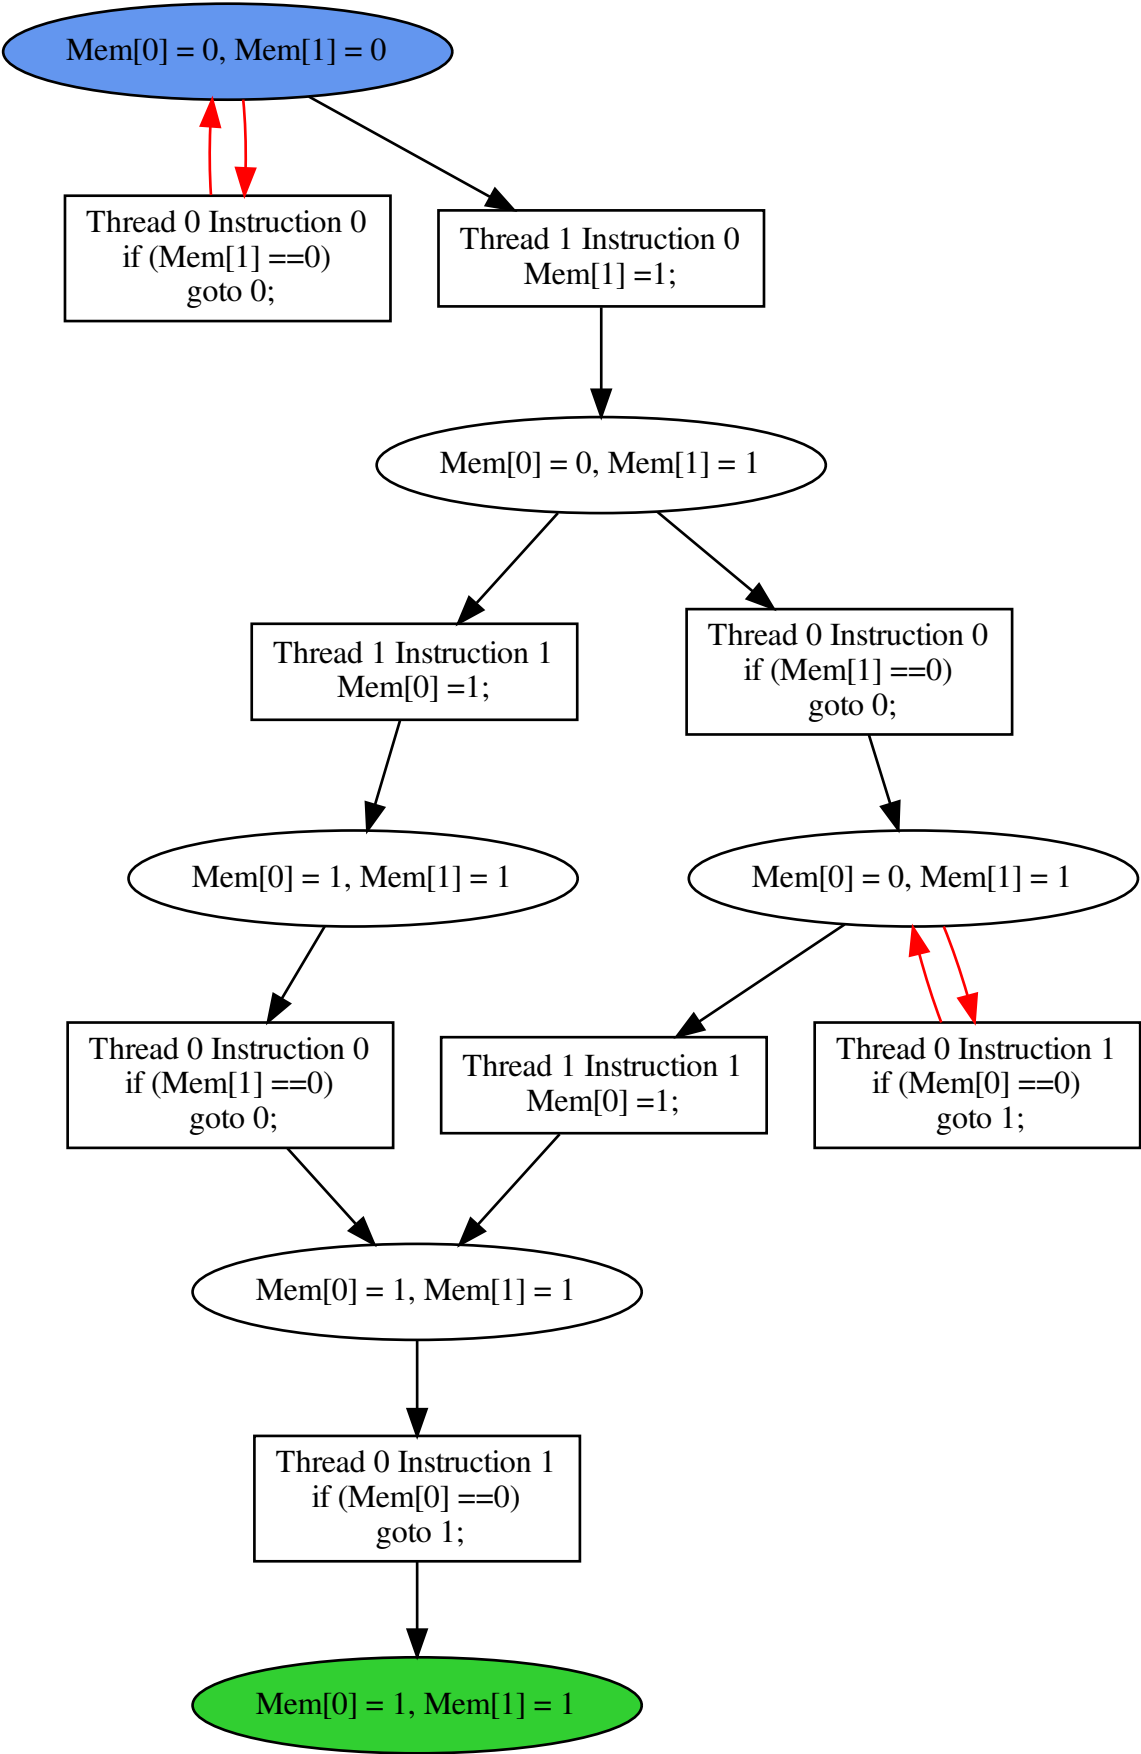 Mem[0] = 0, Mem[1] = 0
Thread 0 Instruction 0
if (Mem[1] ==0)
goto 0;
Thread 1 Instruction 0
Mem[1] =1;
Mem[0] = 0, Mem[1] = 1
Thread 1 Instruction 1
Mem[0] =1;
Thread 0 Instruction 0
if (Mem[1] ==0)
goto 0;
Mem[0] = 1, Mem[1] = 1
Mem[0] = 0, Mem[1] = 1
Thread 0 Instruction 0
if (Mem[1] ==0)
goto 0;
Thread 1 Instruction 1
Mem[0] =1;
Thread 0 Instruction 1
if (Mem[0] ==0)
goto 1;
Mem[0] = 1, Mem[1] = 1
Thread 0 Instruction 1
if (Mem[0] ==0)
goto 1;
Mem[0] = 1, Mem[1] = 1